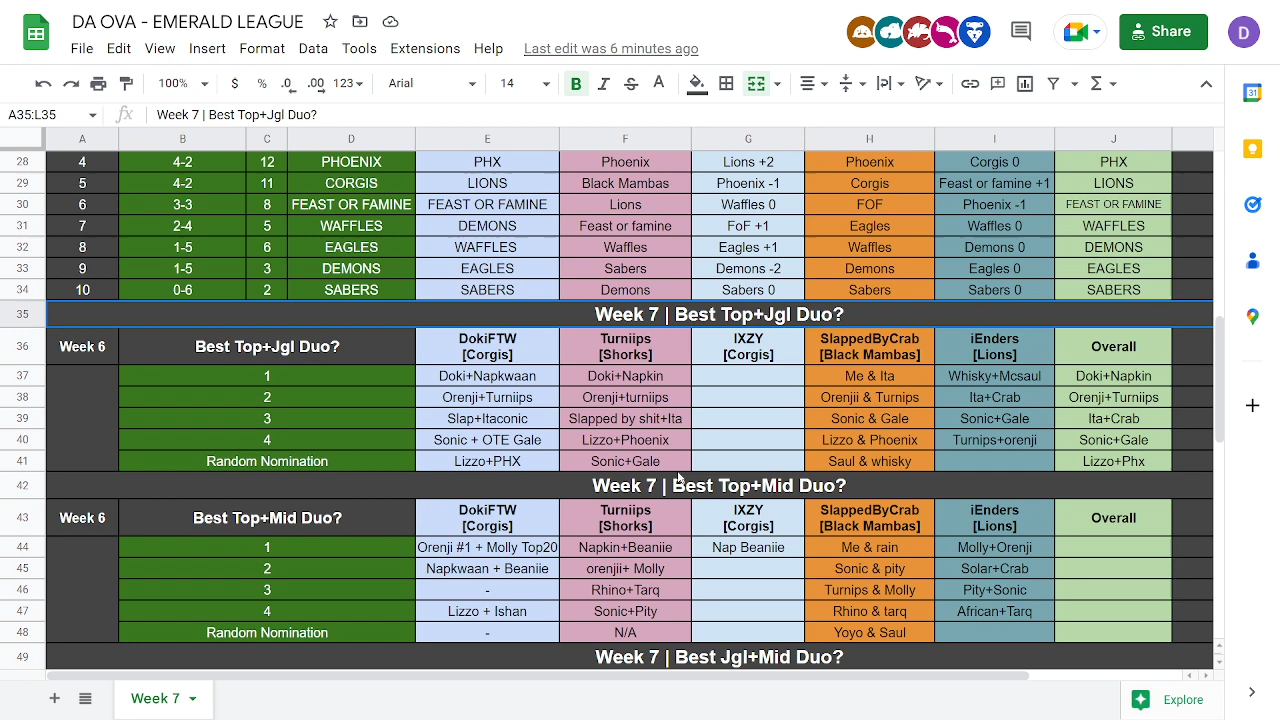 DA OVA - EMERALD LEAGUE
File Edit View Insert Format Data Tools Extensions Help Last edit was 6 minutes ago
Share
D
100% $ % .0 .00 123 Arial 14 B I S A
A35:L35 fx Week 7 | Best Top+Jgl Duo?
A B C D E F G H I J
28 4 4-2 12 PHOENIX PHX Phoenix Lions +2 Phoenix Corgis 0 PHX
29 5 4-2 11 CORGIS LIONS Black Mambas Phoenix -1 Corgis Feast or famine +1 LIONS
30 6 3-3 8 FEAST OR FAMINE FEAST OR FAMINE Lions Waffles 0 FOF Phoenix -1 FEAST OR FAMINE
31 7 2-4 5 WAFFLES DEMONS Feast or famine FoF +1 Eagles Waffles 0 WAFFLES
32 8 1-5 6 EAGLES WAFFLES Waffles Eagles +1 Waffles Demons 0 DEMONS
33 9 1-5 3 DEMONS EAGLES Sabers Demons -2 Demons Eagles 0 EAGLES
34 10 0-6 2 SABERS SABERS Demons Sabers 0 Sabers Sabers 0 SABERS
35 Week 7 | Best Top+Jgl Duo?
36 Week 6 Best Top+Jgl Duo? DokiFTW [Corgis] Turniips [Shorks] IXZY [Corgis] SlappedByCrab [Black Mambas] iEnders [Lions] Overall
37 1 Doki+Napkwaan Doki+Napkin Me & Ita Whisky+Mcsaul Doki+Napkin
38 2 Orenji+Turniips Orenji+turniips Orenjii & Turnips Ita+Crab Orenji+Turniips
39 3 Slap+Itaconic Slapped by shit+Ita Sonic & Gale Sonic+Gale Ita+Crab
40 4 Sonic + OTE Gale Lizzo+Phoenix Lizzo & Phoenix Turnips+orenji Sonic+Gale
41 Random Nomination Lizzo+PHX Sonic+Gale Saul & whisky Lizzo+Phx
42 Week 7 | Best Top+Mid Duo?
43 Week 6 Best Top+Mid Duo? DokiFTW [Corgis] Turniips [Shorks] IXZY [Corgis] SlappedByCrab [Black Mambas] iEnders [Lions] Overall
44 1 Orenji #1 + Molly Top20 Napkin+Beaniie Nap Beaniie Me & rain Molly+Orenji
45 2 Napkwaan + Beaniie orenjii+ Molly Sonic & pity Solar+Crab
46 3 - Rhino+Tarq Turnips & Molly Pity+Sonic
47 4 Lizzo + Ishan Sonic+Pity Rhino & tarq African+Tarq
48 Random Nomination - N/A Yoyo & Saul
49 Week 7 | Best Jgl+Mid Duo?
Week 7
Explore
31